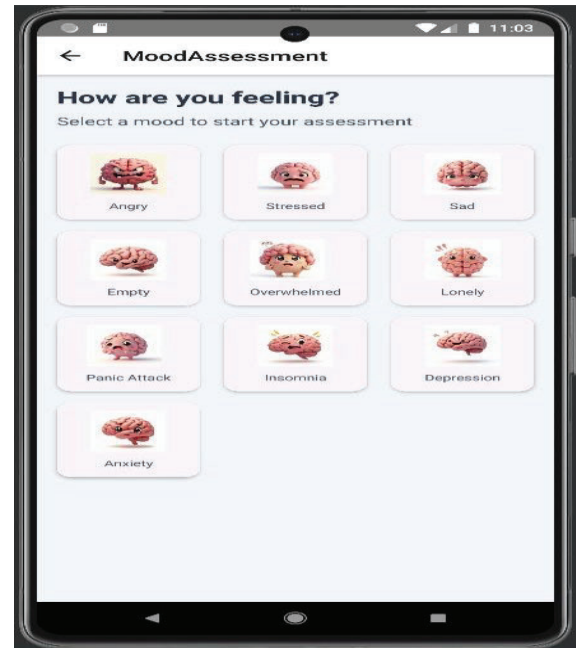 11:03
MoodAssessment
How are you feeling?
Select a mood to start your assessment
Angry Stressed Sad
Empty Overwhelmed Lonely
Panic Attack Insomnia Depression
Anxiety